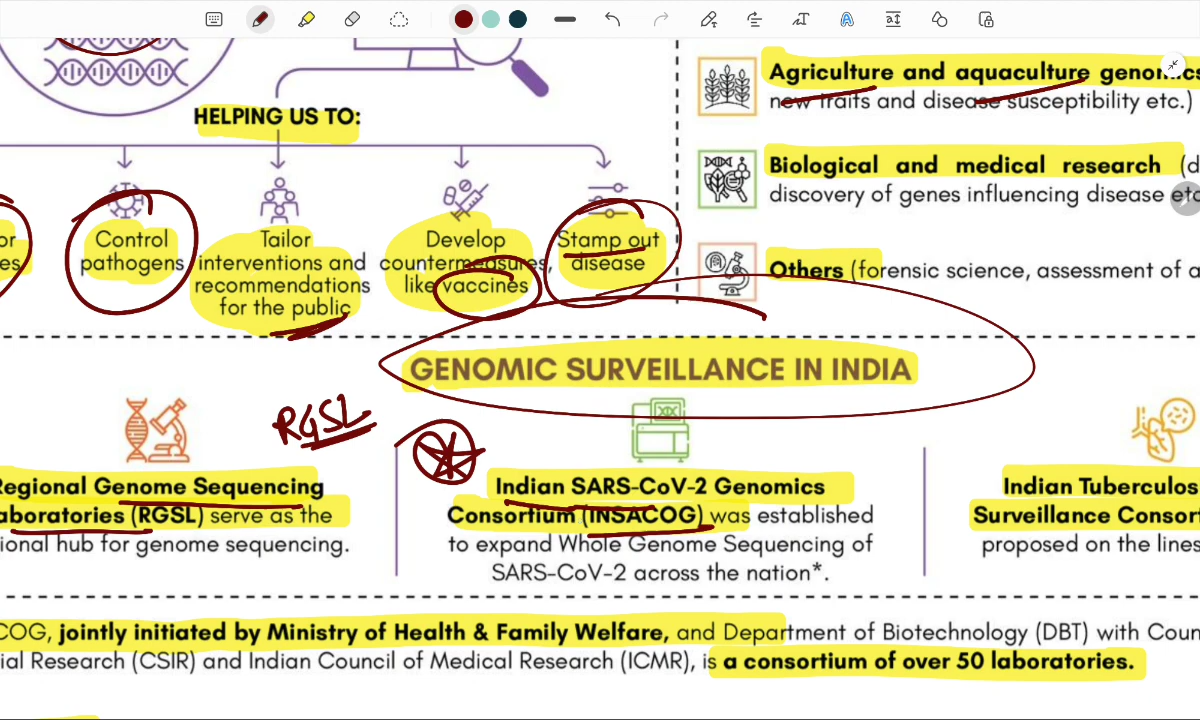 HELPING US TO:
or
es
Control
pathogens
Tailor
interventions and
recommendations
for the public
Develop
countermeasures,
like vaccines
Stamp out
disease
Agriculture and aquaculture genomics
new traits and disease susceptibility etc.)
Biological and medical research (d
discovery of genes influencing disease etc
Others (forensic science, assessment of a
GENOMIC SURVEILLANCE IN INDIA
RGSL
Regional Genome Sequencing
aboratories (RGSL) serve as the
ional hub for genome sequencing.
Indian SARS-CoV-2 Genomics
Consortium (INSACOG) was established
to expand Whole Genome Sequencing of
SARS-CoV-2 across the nation*.
Indian Tuberculos
Surveillance Consor
proposed on the lines
COG, jointly initiated by Ministry of Health & Family Welfare, and Department of Biotechnology (DBT) with Coun
ial Research (CSIR) and Indian Council of Medical Research (ICMR), is a consortium of over 50 laboratories.